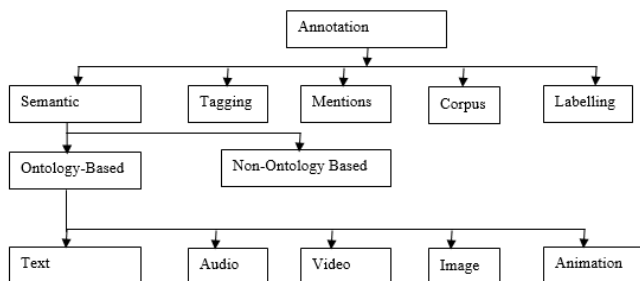 Annotation
Semantic
Tagging
Mentions
Corpus
Labelling
Ontology-Based
Non-Ontology Based
Text
Audio
Video
Image
Animation